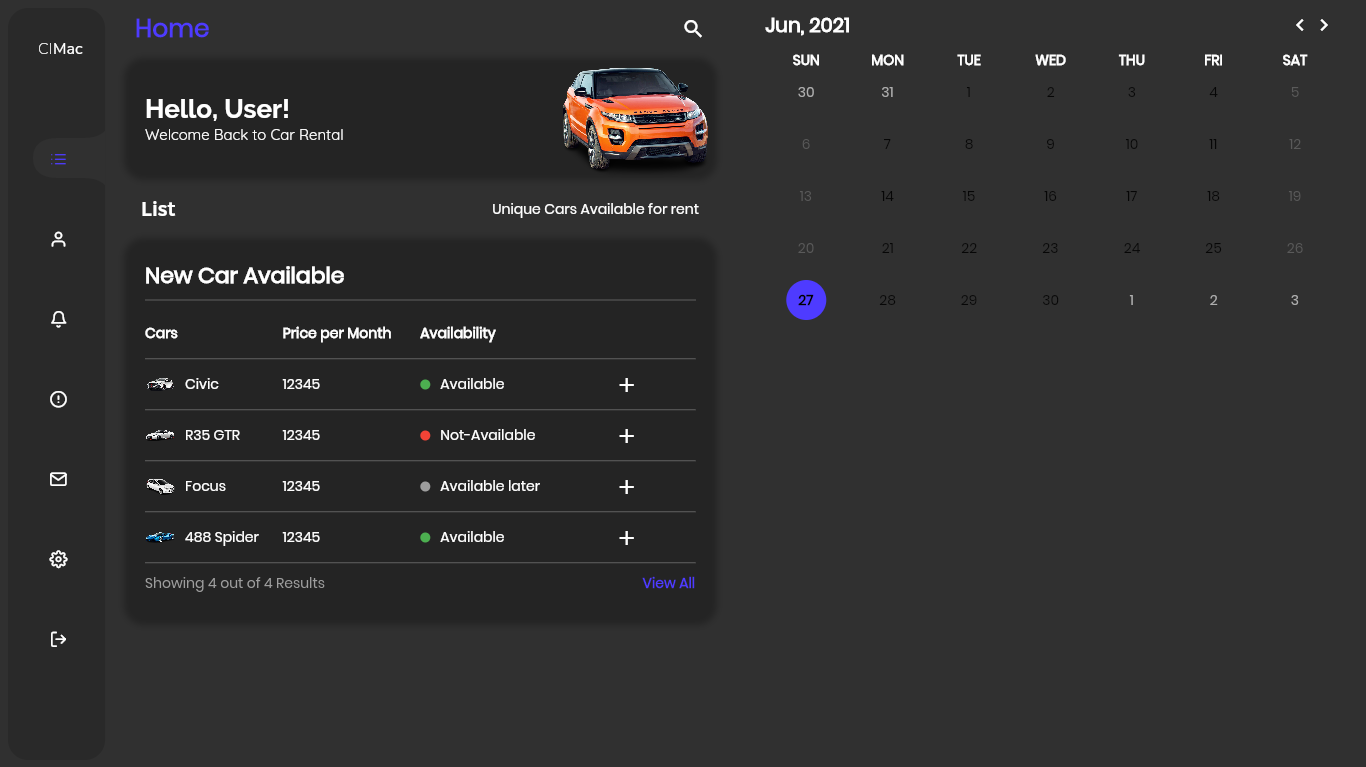 CIMac
Home
Hello, User!
Welcome Back to Car Rental
List
Unique Cars Available for rent
New Car Available
Cars Price per Month Availability
Civic 12345 Available +
R35 GTR 12345 Not-Available +
Focus 12345 Available later +
488 Spider 12345 Available +
Showing 4 out of 4 Results View All
Jun, 2021
SUN MON TUE WED THU FRI SAT
30 31 1 2 3 4 5
6 7 8 9 10 11 12
13 14 15 16 17 18 19
20 21 22 23 24 25 26
27 28 29 30 1 2 3